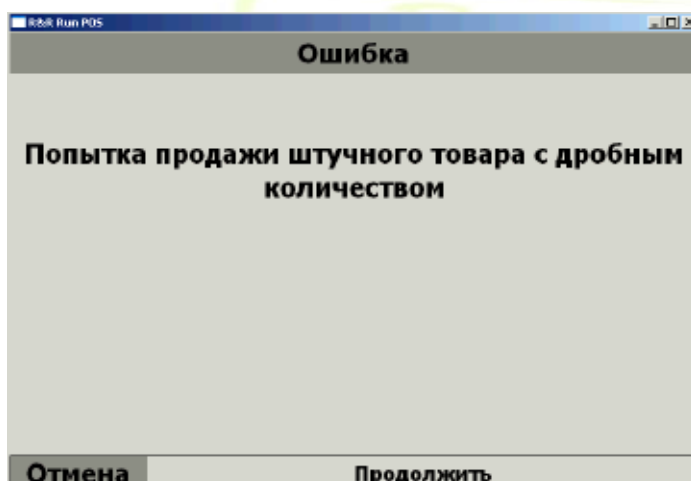 R&R Run POS
Ошибка
Попытка продажи штучного товара с дробным
количеством
Отмена
Продолжить